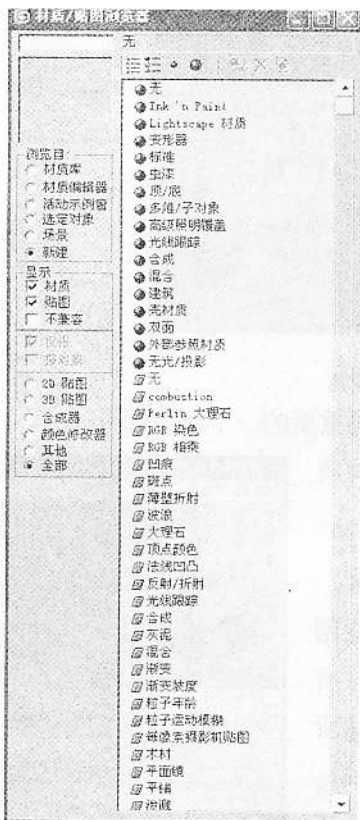 材质/贴图浏览器
无
浏览自:
材质库
材质编辑器
活动示例窗
选定对象
场景
新建
显示
材质
贴图
不兼容
2D 贴图
3D 贴图
合成器
颜色修改器
其他
全部
无
Ink 'n Paint
Lightscape 材质
变形器
标准
虫漆
顶/底
多维/子对象
高级照明覆盖
光线跟踪
合成
混合
建筑
壳材质
双面
外部参照材质
无光/投影
无
combustion
Perlin 大理石
RGB 染色
RGB 相乘
凹痕
斑点
薄壁折射
波浪
大理石
顶点颜色
法线凹凸
反射/折射
光线跟踪
合成
灰泥
混合
渐变
渐变坡度
粒子年龄
粒子运动模糊
每像素摄影机贴图
木材
平面镜
平铺